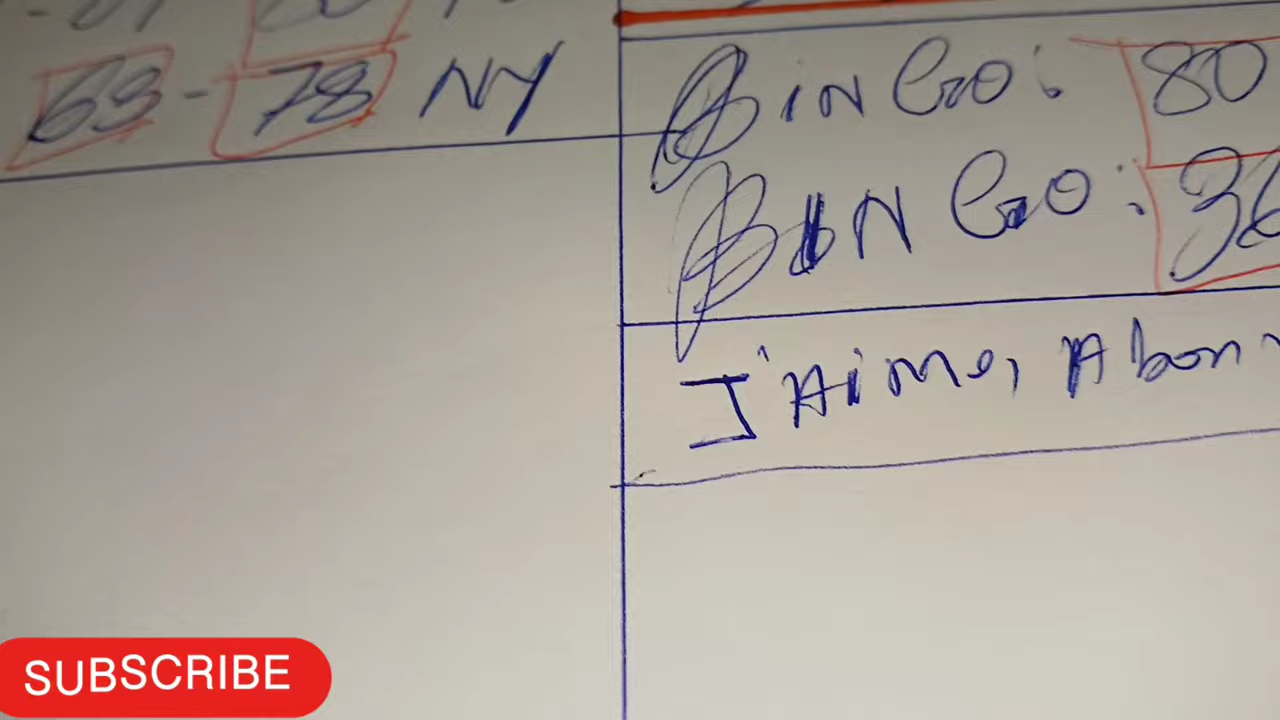 63 - 78 NY
BiNGO: 80
BiNGO: 36
J'Aime, Abon
SUBSCRIBE